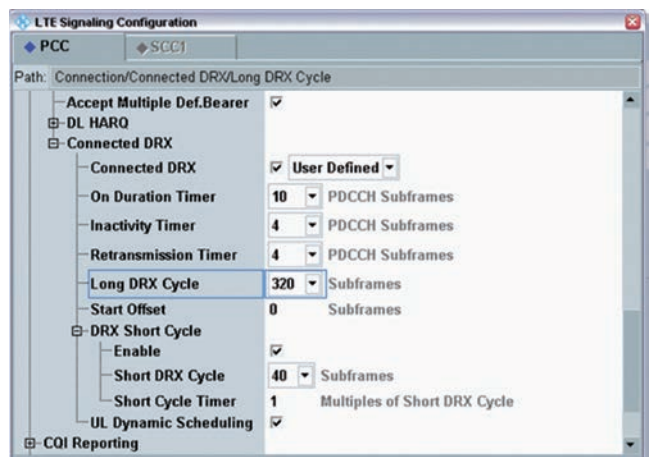 LTE Signaling Configuration
PCC SCC1
Path: Connection/Connected DRX/Long DRX Cycle
Accept Multiple Def.Bearer
DL HARQ
Connected DRX
Connected DRX User Defined
On Duration Timer 10 PDCCH Subframes
Inactivity Timer 4 PDCCH Subframes
Retransmission Timer 4 PDCCH Subframes
Long DRX Cycle 320 Subframes
Start Offset 0 Subframes
DRX Short Cycle
Enable
Short DRX Cycle 40 Subframes
Short Cycle Timer 1 Multiples of Short DRX Cycle
UL Dynamic Scheduling
CQI Reporting